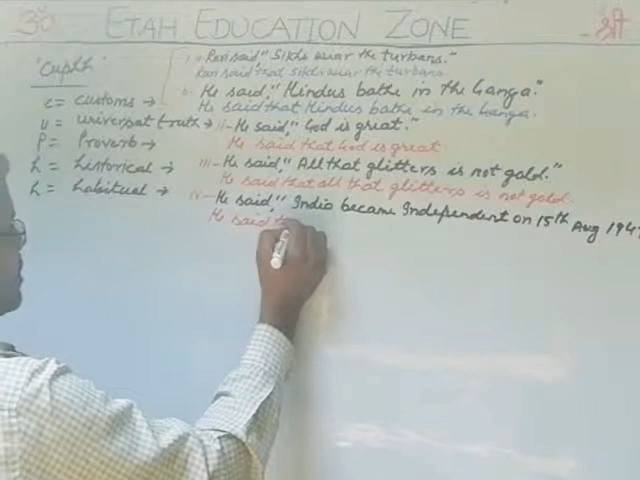 ॐ ETAH EDUCATION ZONE - श्री
"Cuphh"
c = customs →
u = universat truth →
P = Proverb →
h = historical →
h = habitual →
i - Ravi said," Sikhs wear the turbans."
Ravi said that Sikhs wear the turbans.
He said," Hindus bathe in the Ganga."
He said that Hindus bathe in the Ganga.
ii - He said," God is great."
He said that God is great
iii - He said," All that glitters is not gold."
He said that all that glitters is not gold.
iv - He said," India became Independent on 15th Aug 194
He said t